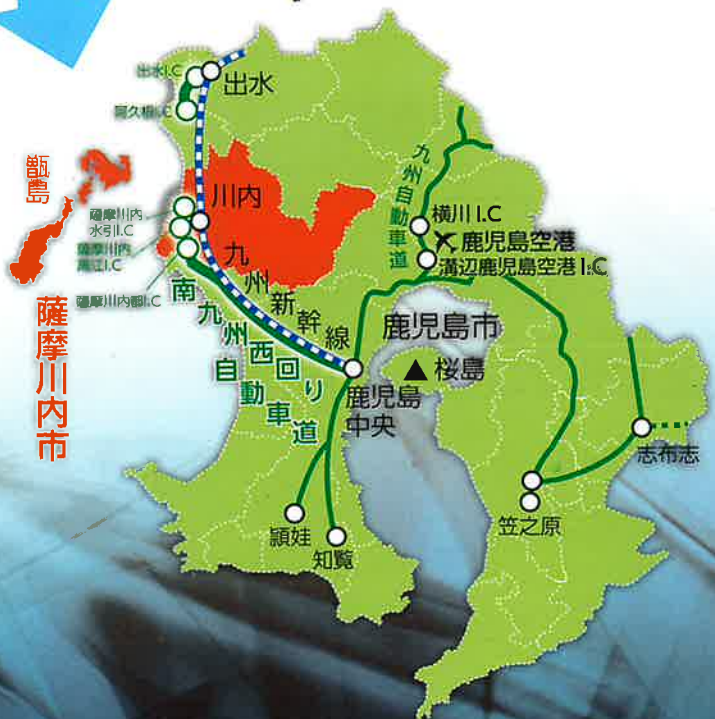 出水I.C
出水
阿久根I.C
甑島
川内
薩摩川内
水引I.C
薩摩川内
高江I.C
薩摩川内都I.C
薩摩川内市
九州新幹線
南九州西回り
自動車道
九州自動車道
横川I.C
鹿児島空港
溝辺鹿児島空港I.C
鹿児島市
桜島
鹿児島
中央
志布志
笠之原
頴娃
知覧